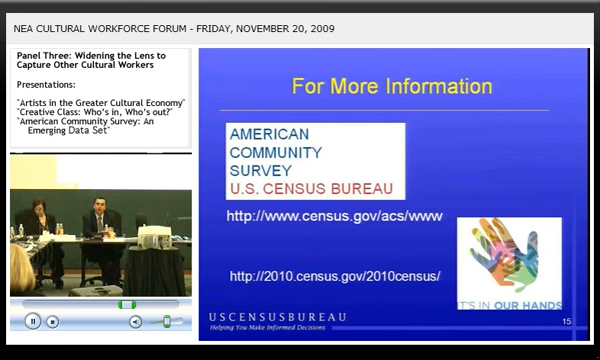 NEA CULTURAL WORKFORCE FORUM - FRIDAY, NOVEMBER 20, 2009
Panel Three: Widening the Lens to
Capture Other Cultural Workers
Presentations:
"Artists in the Greater Cultural Economy"
"Creative Class: Who's in, Who's out?"
"American Community Survey: An
Emerging Data Set"
For More Information
AMERICAN
COMMUNITY
SURVEY
U.S. CENSUS BUREAU
http://www.census.gov/acs/www
http://2010.census.gov/2010census/
IT'S IN OUR HANDS
USCENSUSBUREAU
Helping You Make Informed Decisions
15